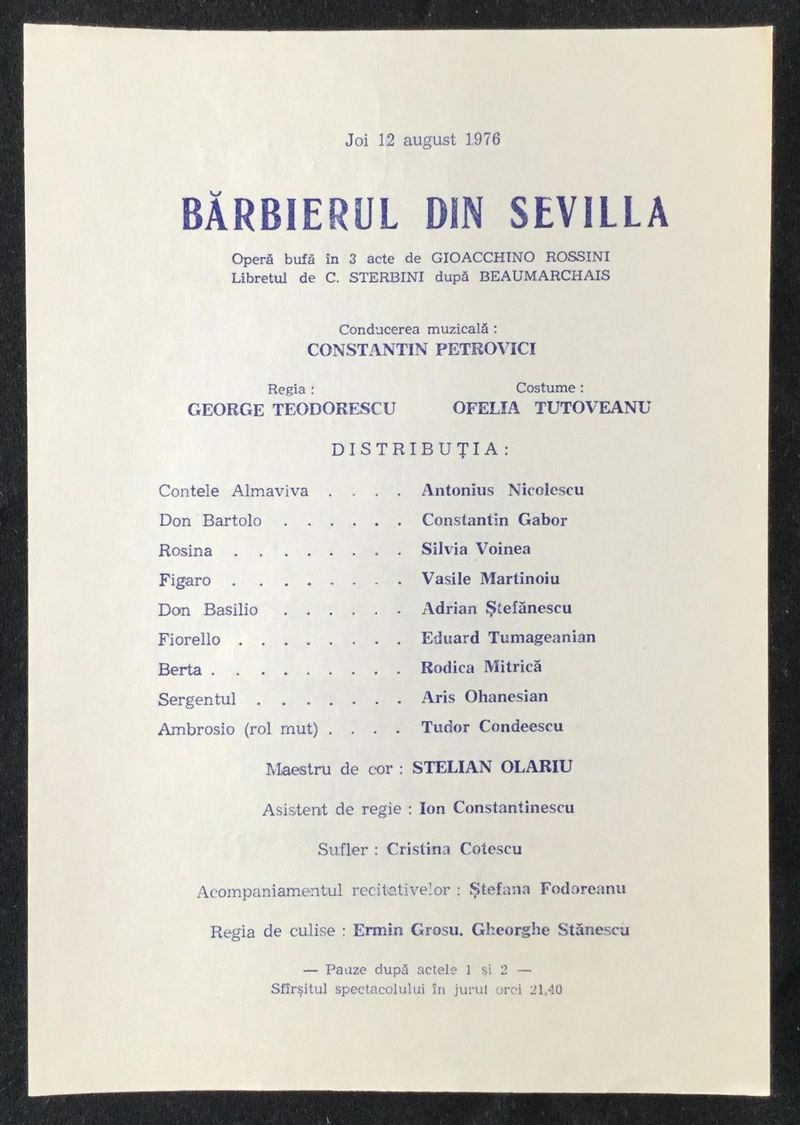 Joi 12 august 1976
BĂRBIERUL DIN SEVILLA
Operă bufă în 3 acte de GIOACCHINO ROSSINI
Libretul de C. STERBINI după BEAUMARCHAIS
Conducerea muzicală :
CONSTANTIN PETROVICI
Regia :
GEORGE TEODORESCU
Costume :
OFELIA TUTOVEANU
DISTRIBUȚIA :
Contele Almaviva . . . . Antonius Nicolescu
Don Bartolo . . . . . . Constantin Gabor
Rosina . . . . . . . . Silvia Voinea
Figaro . . . . . . . . Vasile Martinoiu
Don Basilio . . . . . . Adrian Ștefănescu
Fiorello . . . . . . . . Eduard Tumageanian
Berta . . . . . . . . . Rodica Mitrică
Sergentul . . . . . . . Aris Ohanesian
Ambrosio (rol mut) . . . . Tudor Condeescu
Maestru de cor : STELIAN OLARIU
Asistent de regie : Ion Constantinescu
Sufler : Cristina Cotescu
Acompaniamentul recitativelor : Ștefana Fodoreanu
Regia de culise : Ermin Grosu, Gheorghe Stănescu
— Pauze după actele 1 și 2 —
Sfîrșitul spectacolului în jurul orei 21,40